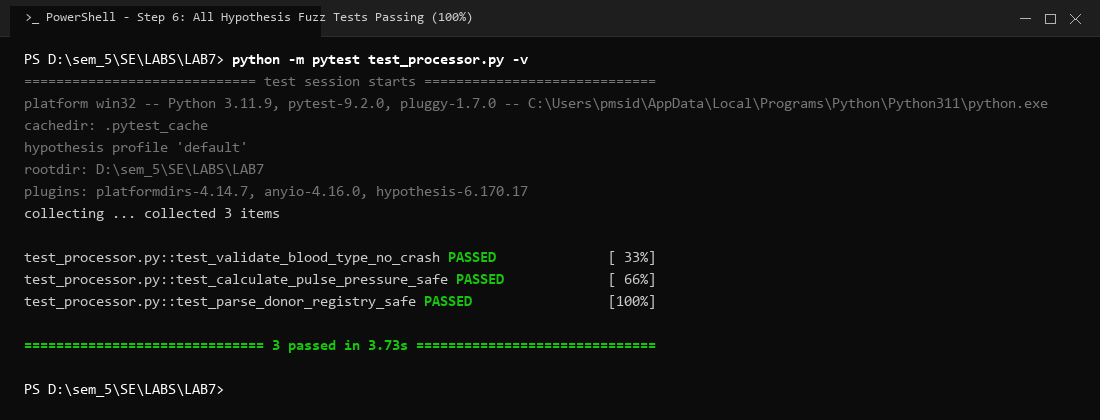 >_ PowerShell - Step 6: All Hypothesis Fuzz Tests Passing (100%)
PS D:\sem_5\SE\LABS\LAB7> python -m pytest test_processor.py -v
============================= test session starts =============================
platform win32 -- Python 3.11.9, pytest-9.2.0, pluggy-1.7.0 -- C:\Users\pmsid\AppData\Local\Programs\Python\Python311\python.exe
cachedir: .pytest_cache
hypothesis profile 'default'
rootdir: D:\sem_5\SE\LABS\LAB7
plugins: platformdirs-4.14.7, anyio-4.16.0, hypothesis-6.170.17
collecting ... collected 3 items
test_processor.py::test_validate_blood_type_no_crash PASSED              [ 33%]
test_processor.py::test_calculate_pulse_pressure_safe PASSED             [ 66%]
test_processor.py::test_parse_donor_registry_safe PASSED                 [100%]
============================== 3 passed in 3.73s ==============================
PS D:\sem_5\SE\LABS\LAB7>